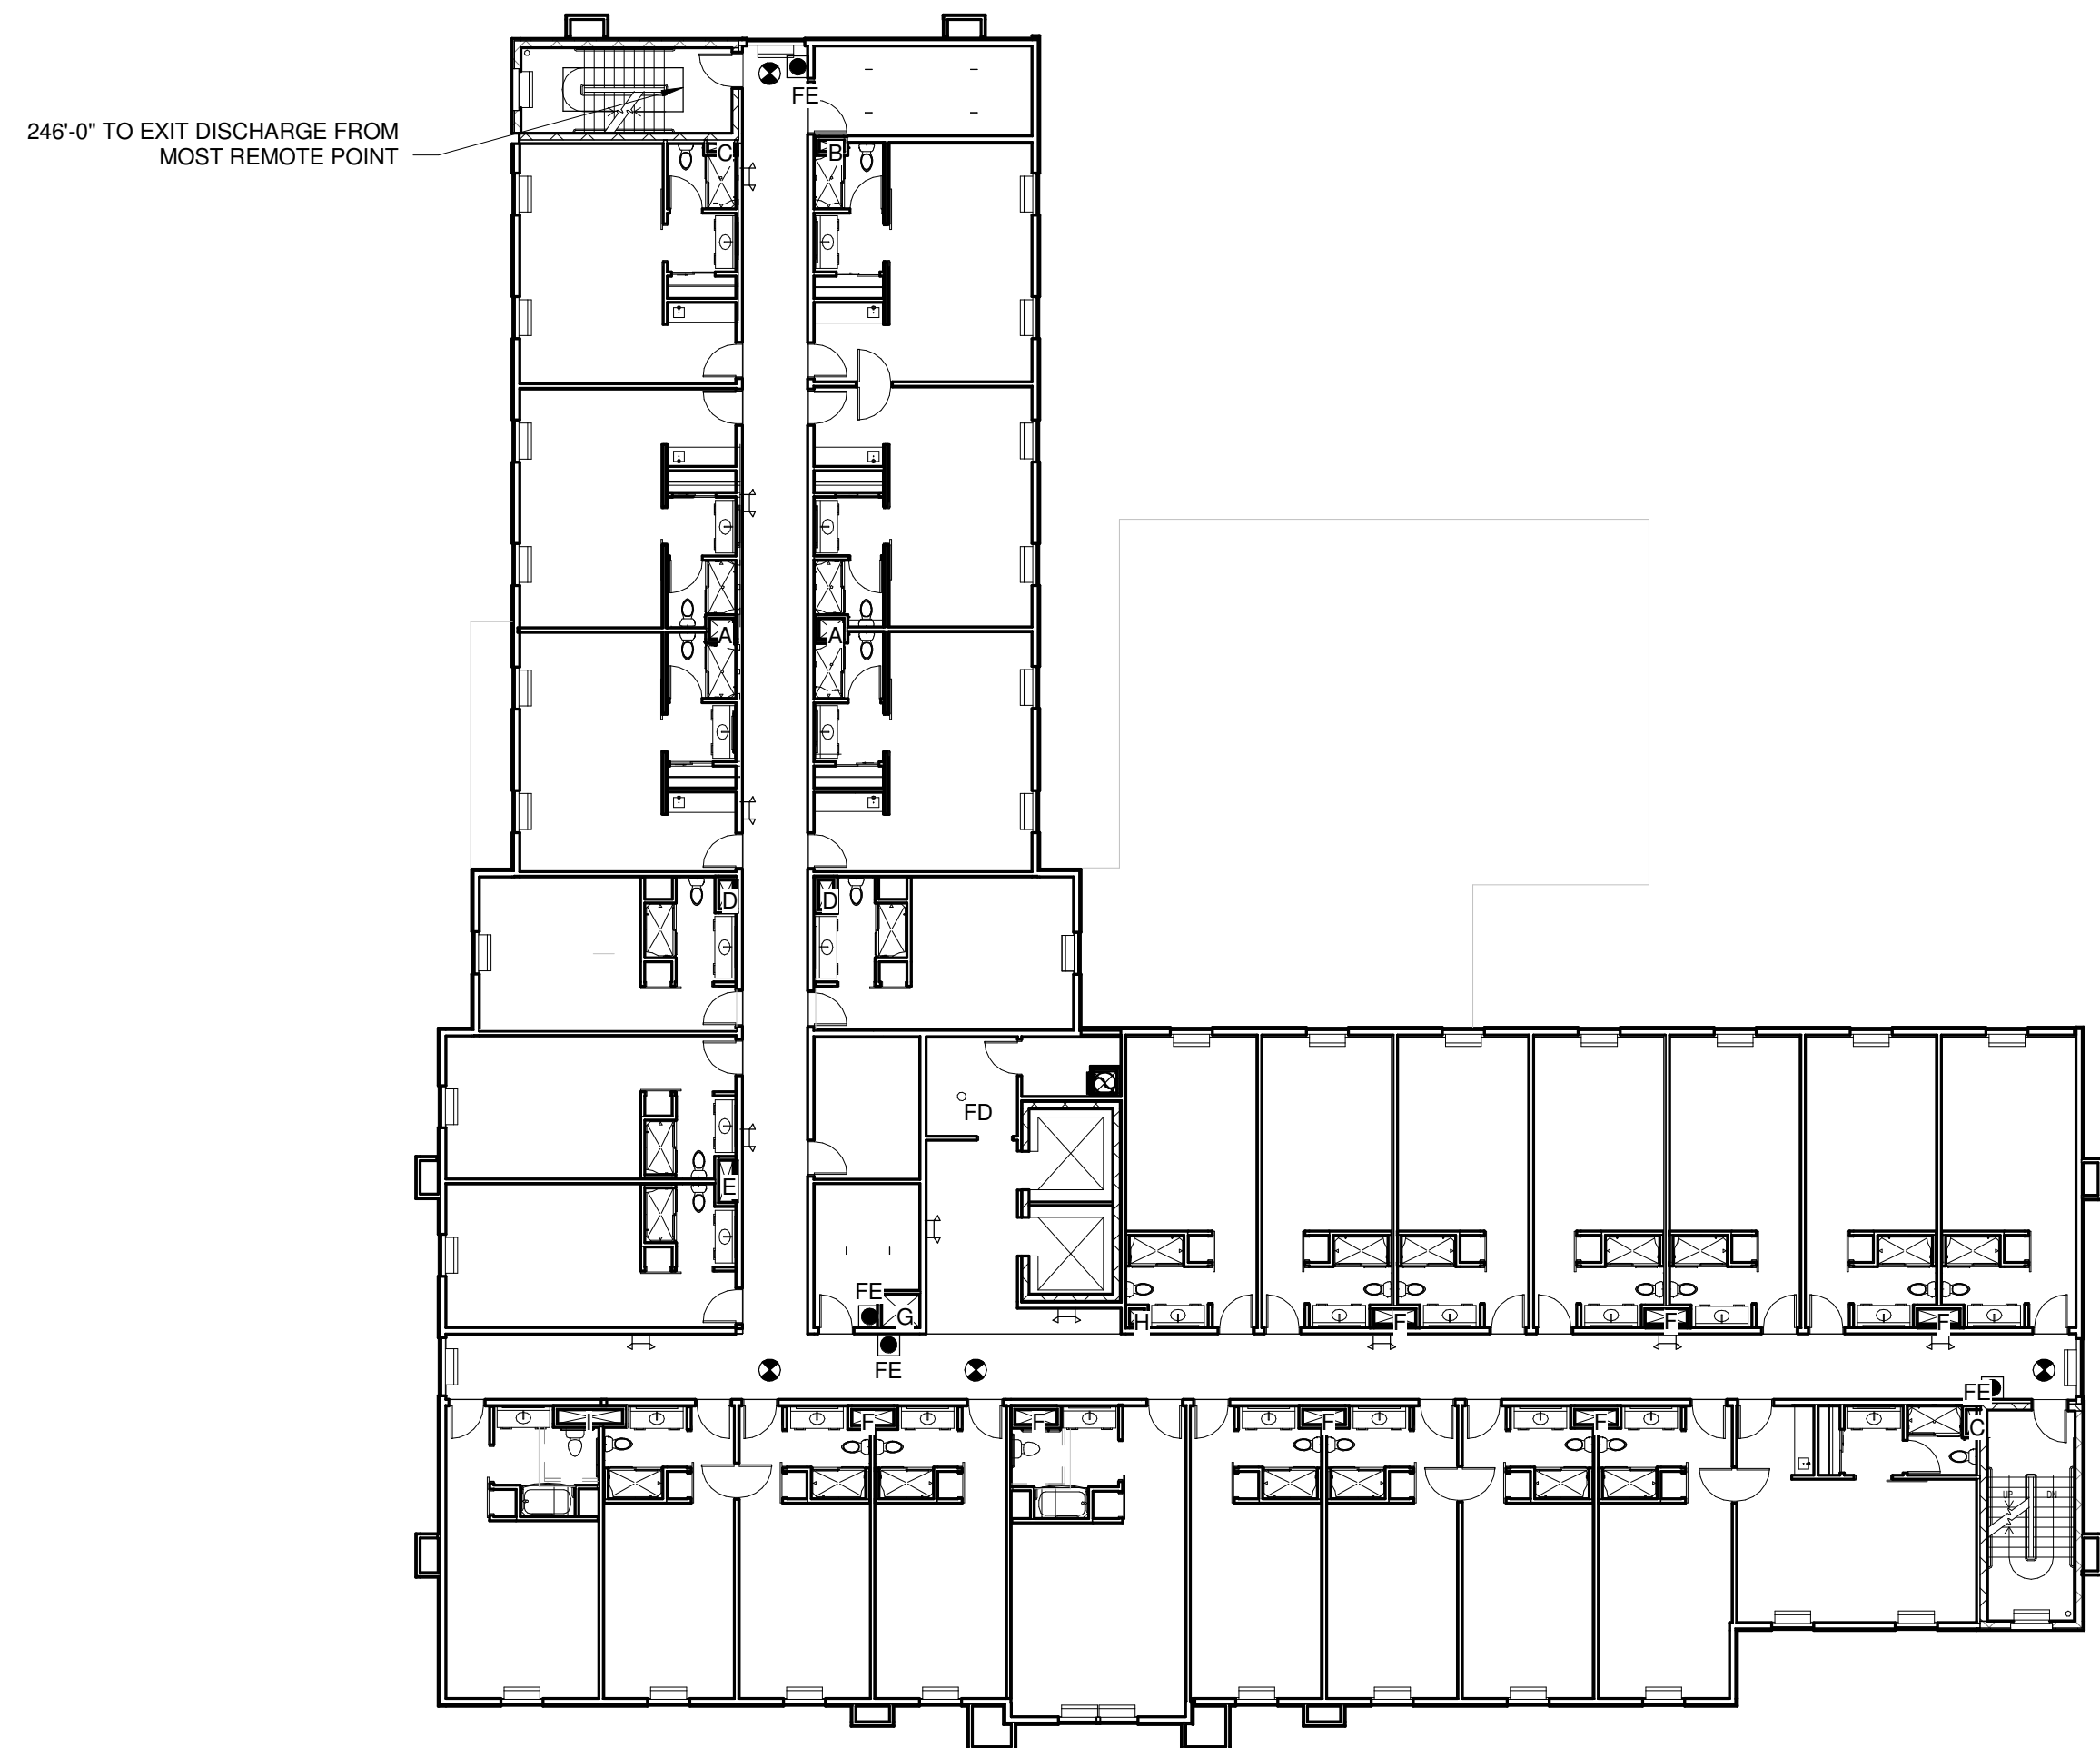 FE
246'-0" TO EXIT DISCHARGE FROM
MOST REMOTE POINT
C
B
A
A
D
D
FD
E
FE
G
H
F
F
F
FE
FE
I
F
F
F
F
C
UP
DN